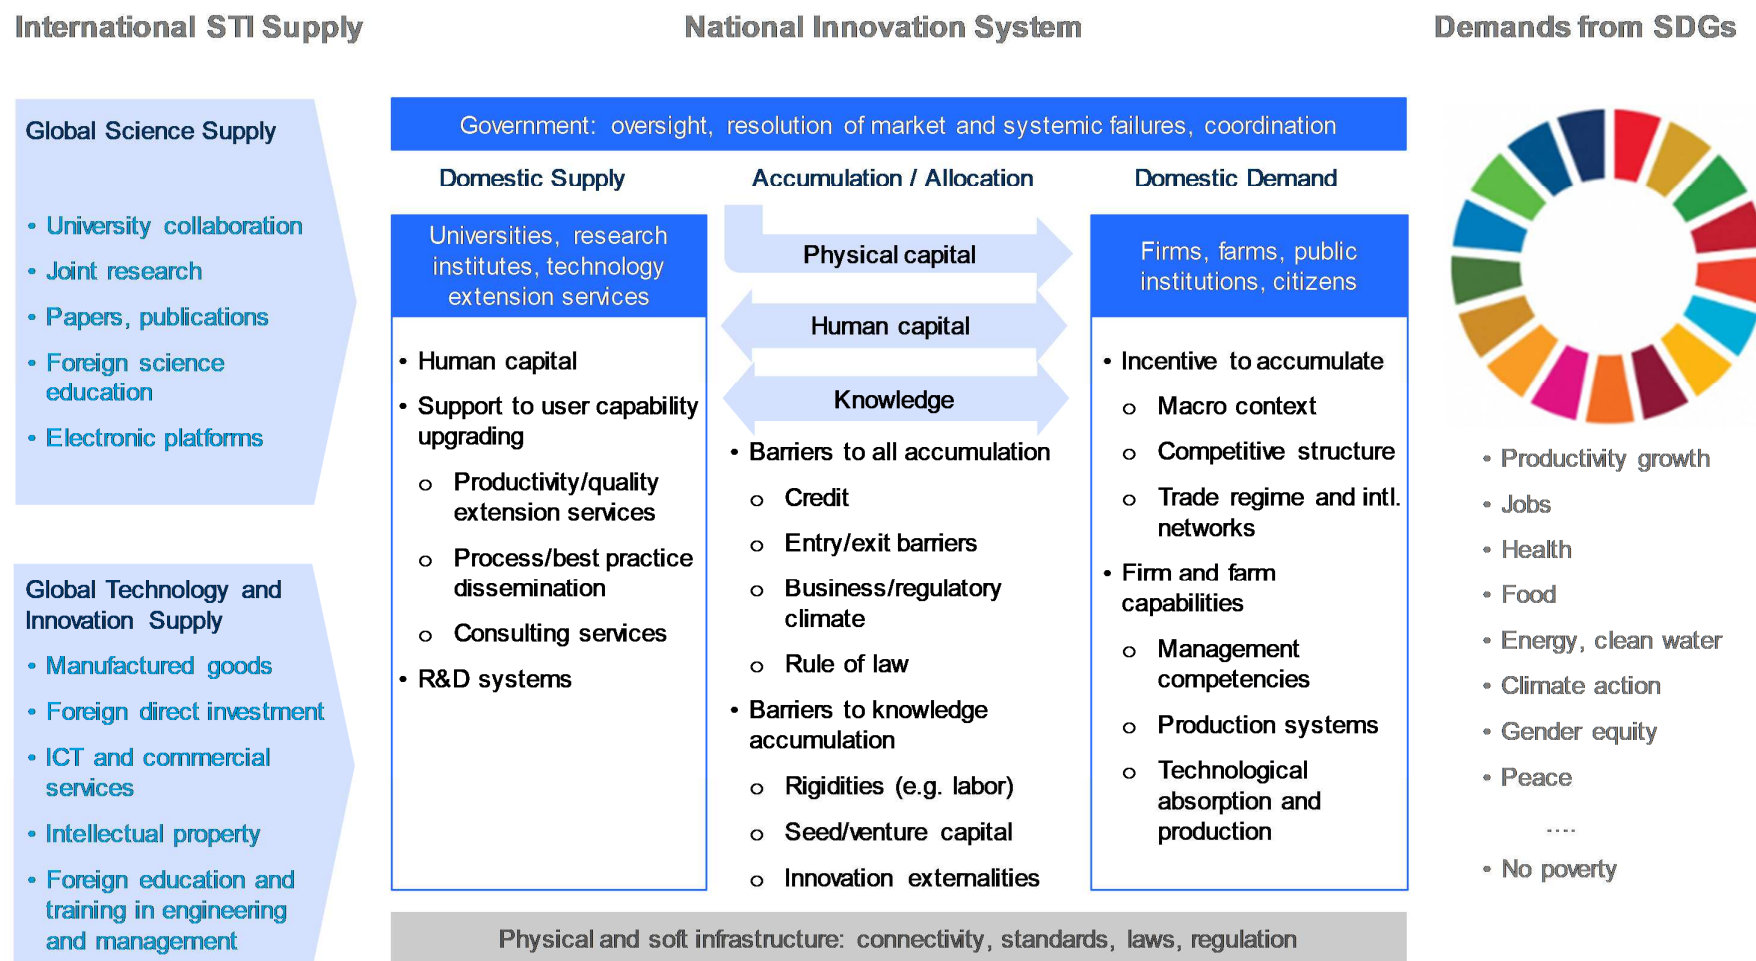 International STI Supply
National Innovation System
Demands from SDGs
Global Science Supply
• University collaboration
• Joint research
• Papers, publications
• Foreign science
education
• Electronic platforms
Global Technology and
Innovation Supply
• Manufactured goods
• Foreign direct investment
• ICT and commercial
services
• Intellectual property
• Foreign education and
training in engineering
and management
Government: oversight, resolution of market and systemic failures, coordination
Domestic Supply
Universities, research
institutes, technology
extension services
• Human capital
• Support to user capability
upgrading
o Productivity/quality
extension services
o Process/best practice
dissemination
o Consulting services
• R&D systems
Accumulation / Allocation
Physical capital
Human capital
Knowledge
• Barriers to all accumulation
o Credit
o Entry/exit barriers
o Business/regulatory
climate
o Rule of law
• Barriers to knowledge
accumulation
o Rigidities (e.g. labor)
o Seed/venture capital
o Innovation externalities
Domestic Demand
Firms, farms, public
institutions, citizens
• Incentive to accumulate
o Macro context
o Competitive structure
o Trade regime and intl.
networks
• Firm and farm
capabilities
o Management
competencies
o Production systems
o Technological
absorption and
production
Physical and soft infrastructure: connectivity, standards, laws, regulation
• Productivity growth
• Jobs
• Health
• Food
• Energy, clean water
• Climate action
• Gender equity
• Peace
....
• No poverty